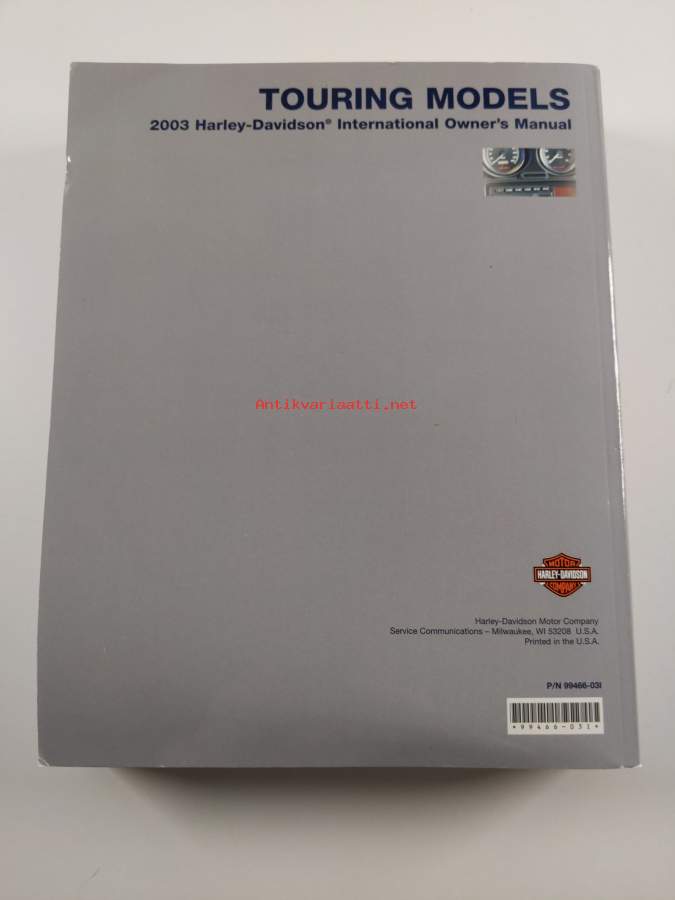 TOURING MODELS
2003 Harley-Davidson® International Owner's Manual
Antikvariaatti.net
MOTOR
HARLEY-DAVIDSON
COMPANY
Harley-Davidson Motor Company
Service Communications – Milwaukee, WI 53208 U.S.A.
Printed in the U.S.A.
P/N 99466-03I
*99466-03I*